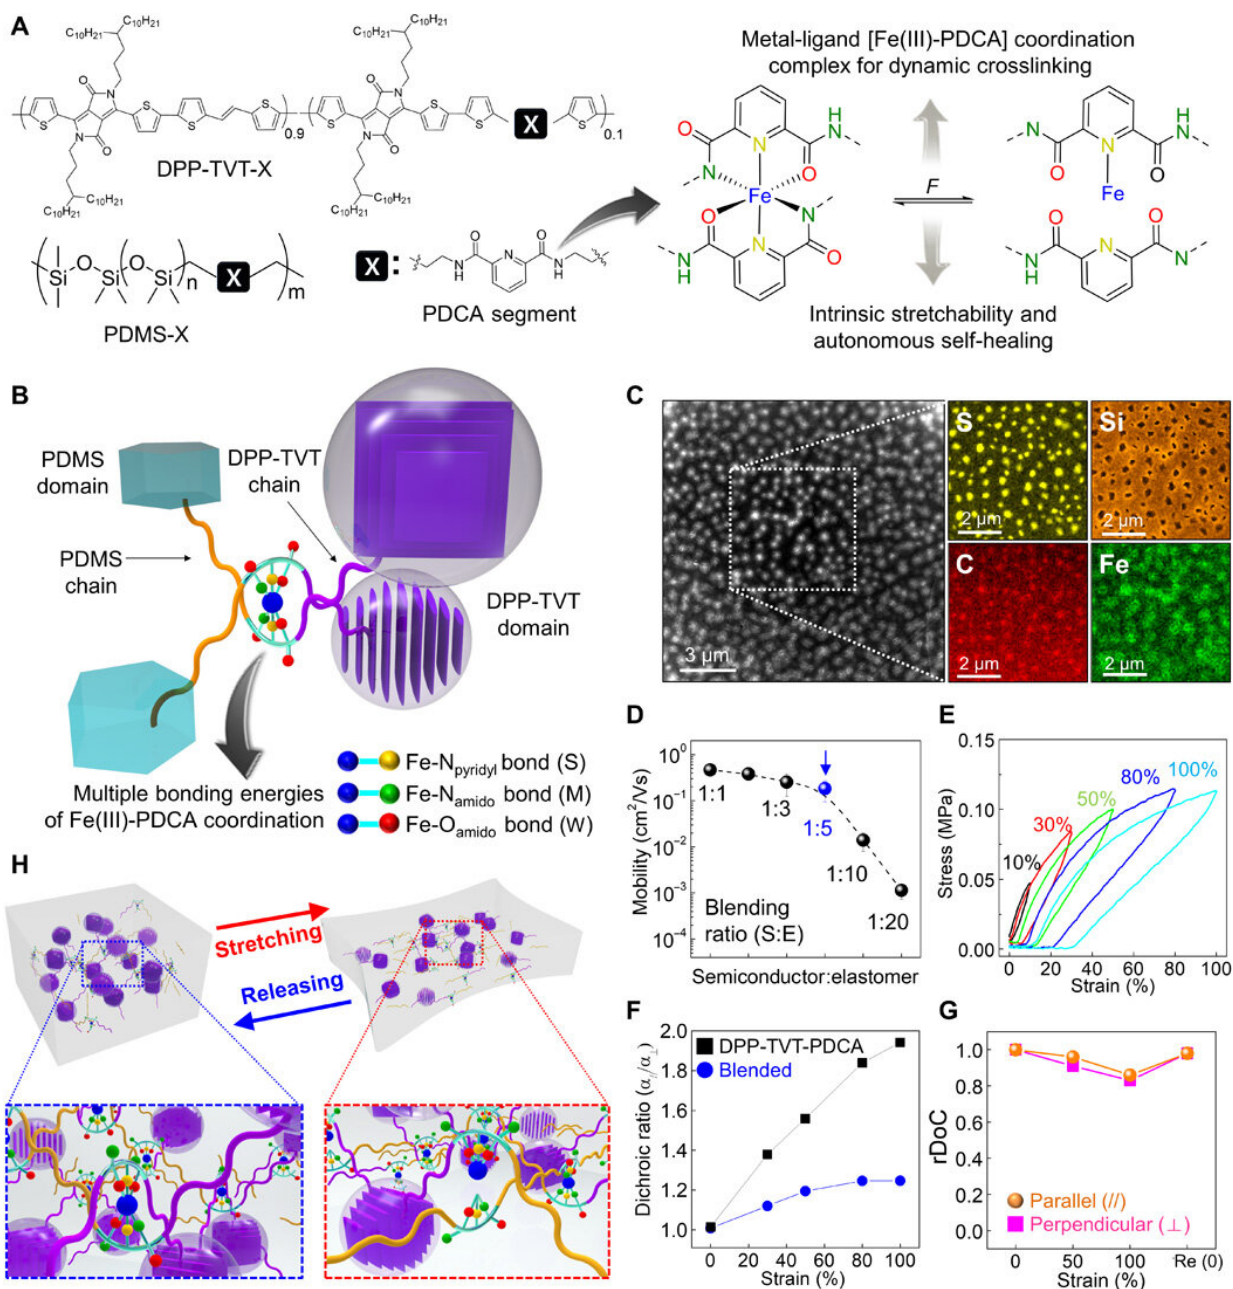 A
C10H21
C10H21
C10H21
C10H21
O
N
S
S
S
S
N
O
0.9
O
N
S
S
S
S
X
N
O
0.1
DPP-TVT-X
C10H21
C10H21
C10H21
C10H21
Si
O
Si
O
Si
n
X
m
PDMS-X
X :
N
H
O
N
O
N
H
PDCA segment
Metal-ligand [Fe(III)-PDCA] coordination
complex for dynamic crosslinking
O
N
H
N
N
O
Fe
O
N
H
N
N
O
F
N
O
N
H
N
O
Fe
O
O
H
N
N
N
Intrinsic stretchability and
autonomous self-healing
B
PDMS
domain
DPP-TVT
chain
PDMS
chain
DPP-TVT
domain
Multiple bonding energies
of Fe(III)-PDCA coordination
Fe-Npyridyl bond (S)
Fe-Namido bond (M)
Fe-Oamido bond (W)
C
3 µm
S
2 µm
Si
2 µm
C
2 µm
Fe
2 µm
D
Mobility (cm²/Vs)
10⁰
10⁻¹
10⁻²
10⁻³
10⁻⁴
1:1
1:3
1:5
1:10
1:20
Blending
ratio (S:E)
Semiconductor:elastomer
E
Stress (MPa)
0.15
0.10
0.05
0.00
10%
30%
50%
80%
100%
0 20 40 60 80 100
Strain (%)
H
Stretching
Releasing
F
Dichroic ratio (α∥/α⊥)
2.0
1.8
1.6
1.4
1.2
1.0
DPP-TVT-PDCA
Blended
0 20 40 60 80 100
Strain (%)
G
rDoC
1.0
0.8
0.6
0.4
0.2
0.0
Parallel (//)
Perpendicular (⊥)
0 50 100 Re (0)
Strain (%)